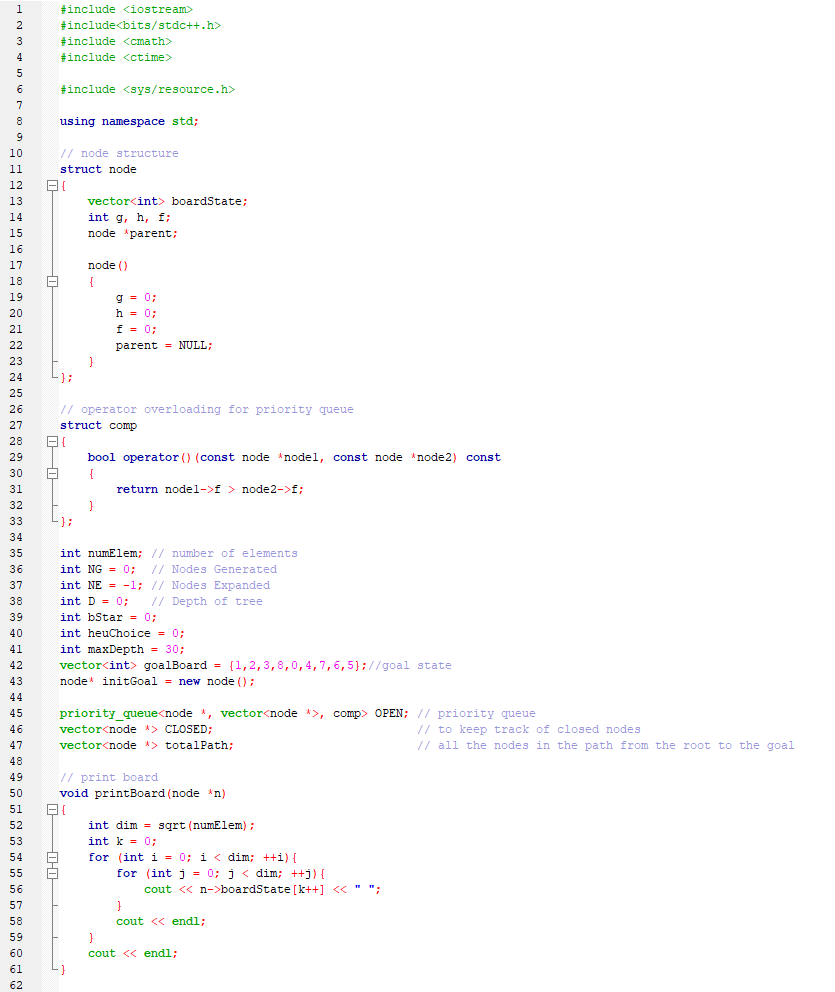 1 #include <iostream>
2 #include<bits/stdc++.h>
3 #include <cmath>
4 #include <ctime>
5
6 #include <sys/resource.h>
7
8 using namespace std;
9
10 // node structure
11 struct node
12 {
13     vector<int> boardState;
14     int g, h, f;
15     node *parent;
16
17     node()
18     {
19         g = 0;
20         h = 0;
21         f = 0;
22         parent = NULL;
23     }
24 };
25
26 // operator overloading for priority queue
27 struct comp
28 {
29     bool operator()(const node *node1, const node *node2) const
30     {
31         return node1->f > node2->f;
32     }
33 };
34
35 int numElem; // number of elements
36 int NG = 0;  // Nodes Generated
37 int NE = -1; // Nodes Expanded
38 int D = 0;   // Depth of tree
39 int bStar = 0;
40 int heuChoice = 0;
41 int maxDepth = 30;
42 vector<int> goalBoard = {1,2,3,8,0,4,7,6,5};//goal state
43 node* initGoal = new node();
44
45 priority_queue<node *, vector<node *>, comp> OPEN; // priority queue
46 vector<node *> CLOSED;                             // to keep track of closed nodes
47 vector<node *> totalPath;                          // all the nodes in the path from the root to the goal
48
49 // print board
50 void printBoard(node *n)
51 {
52     int dim = sqrt(numElem);
53     int k = 0;
54     for (int i = 0; i < dim; ++i){
55         for (int j = 0; j < dim; ++j){
56             cout << n->boardState[k++] << " ";
57         }
58         cout << endl;
59     }
60     cout << endl;
61 }
62